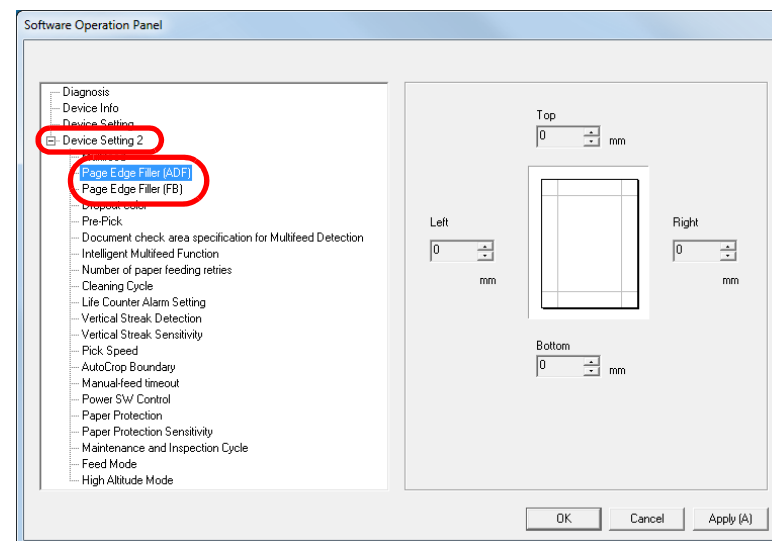 Software Operation Panel
Diagnosis
Device Info
Device Setting
Device Setting 2
Multifeed
Page Edge Filler (ADF)
Page Edge Filler (FB)
Dropout color
Pre-Pick
Document check area specification for Multifeed Detection
Intelligent Multifeed Function
Number of paper feeding retries
Cleaning Cycle
Life Counter Alarm Setting
Vertical Streak Detection
Vertical Streak Sensitivity
Pick Speed
AutoCrop Boundary
Manual-feed timeout
Power SW Control
Paper Protection
Paper Protection Sensitivity
Maintenance and Inspection Cycle
Feed Mode
High Altitude Mode
Top
0 mm
Left
0
mm
Right
0
mm
Bottom
0 mm
OK Cancel Apply (A)